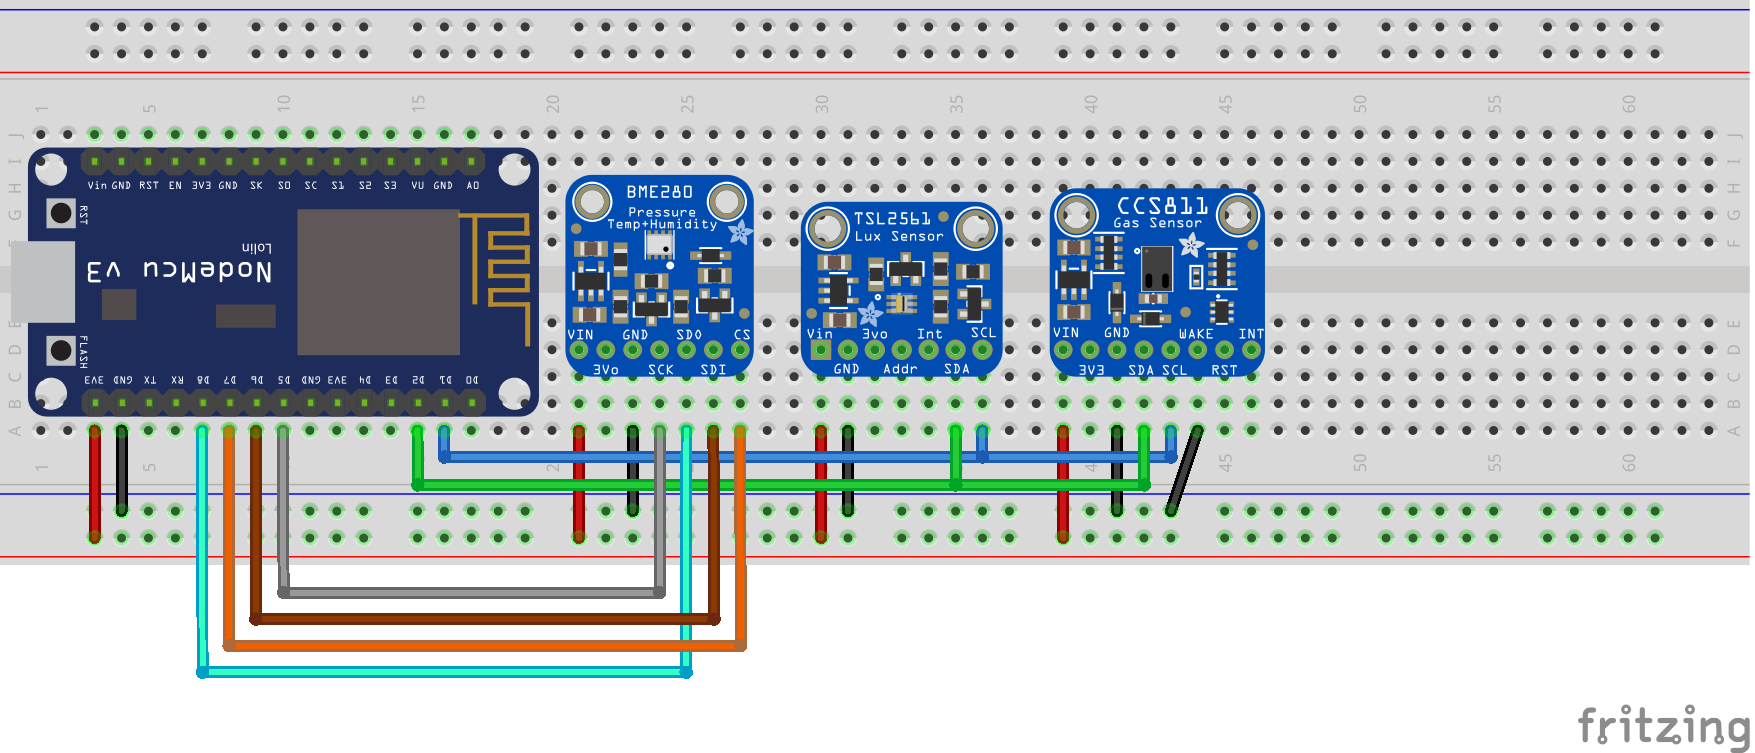 1 5 10 15 20 25 30 35 40 45 50 55 60
J J
I I
H H
G G
F F
Vin GND RST EN 3V3 GND SK SO SC S1 S2 S3 VU GND A0
RST
Lolin
NodeMcu v3
FLASH
3V3 GND TX RX D8 D7 D6 D5 GND 3V3 D4 D3 D2 D1 D0
BME280
Pressure
Temp+Humidity
VIN GND SDO CS
3Vo SCK SDI
TSL2561
Lux Sensor
Vin 3vo Int SCL
GND Addr SDA
CCS811
Gas Sensor
VIN GND WAKE INT
3V3 SDA SCL RST
E E
D D
C C
B B
A A
1 5 2 40 45 50 55 60
fritzing